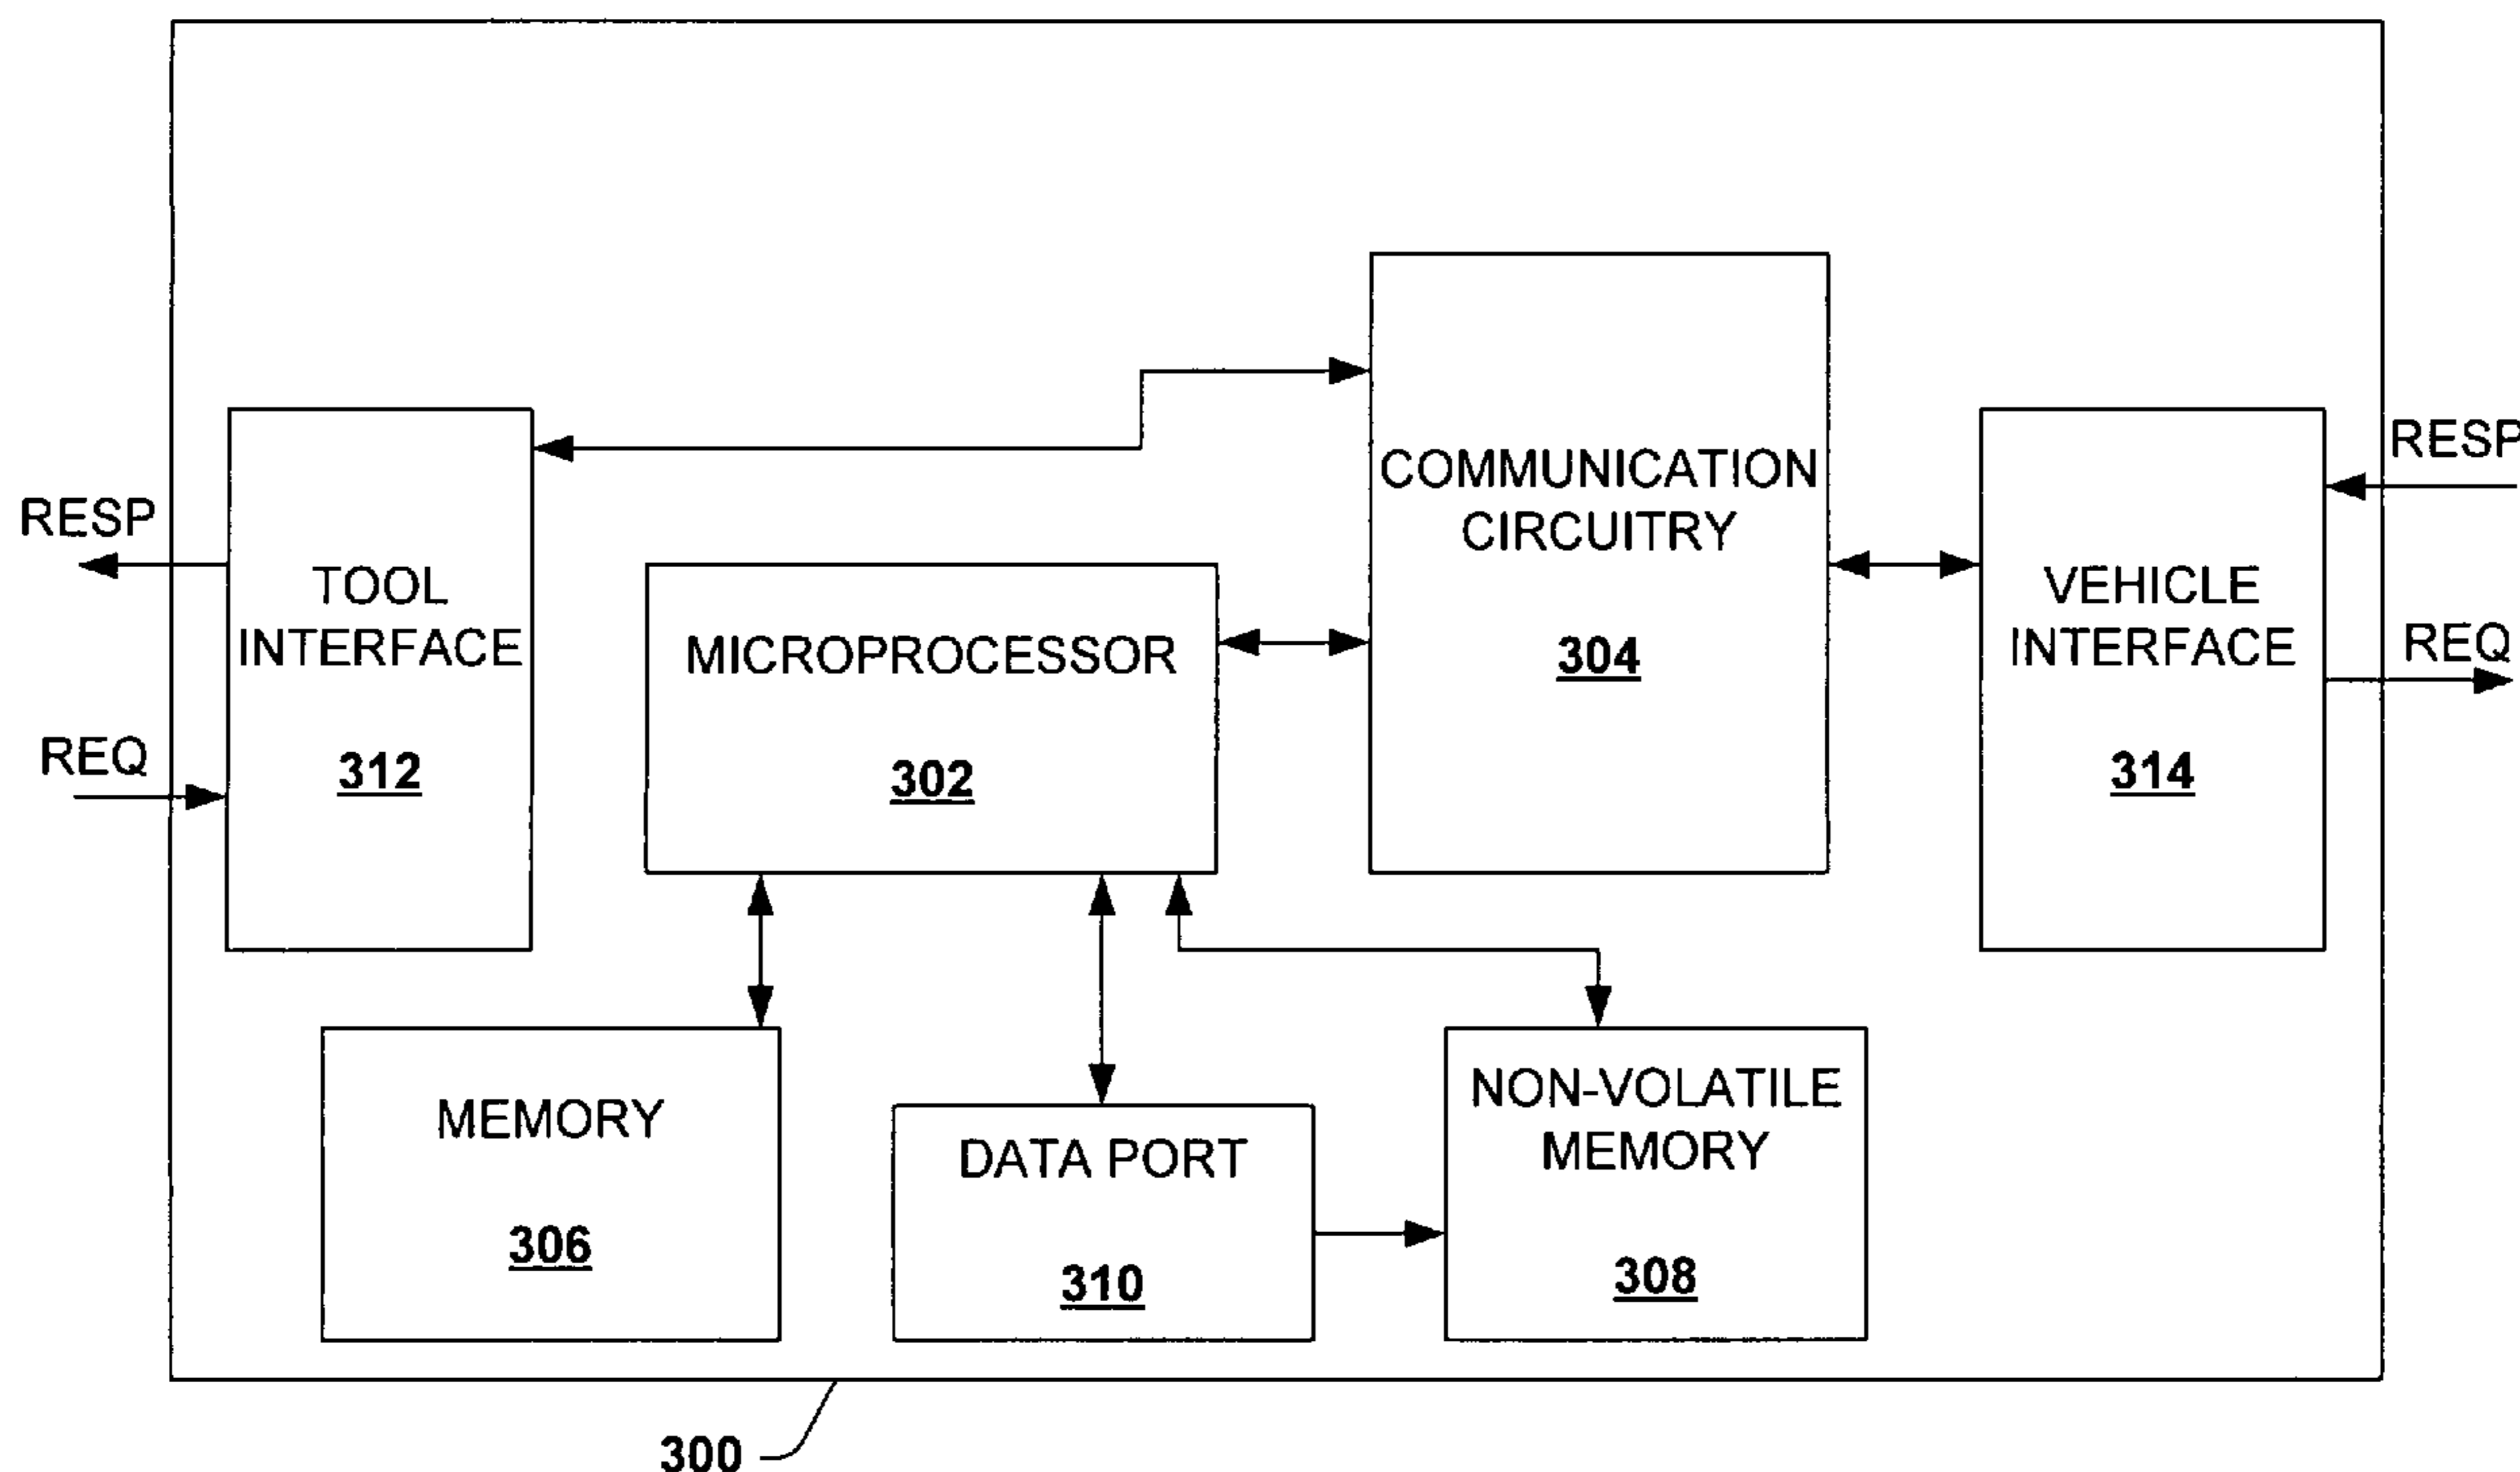 RESP
REQ
TOOL
INTERFACE
312
MICROPROCESSOR
302
COMMUNICATION
CIRCUITRY
304
VEHICLE
INTERFACE
314
RESP
REQ
MEMORY
306
DATA PORT
310
NON-VOLATILE
MEMORY
308
300